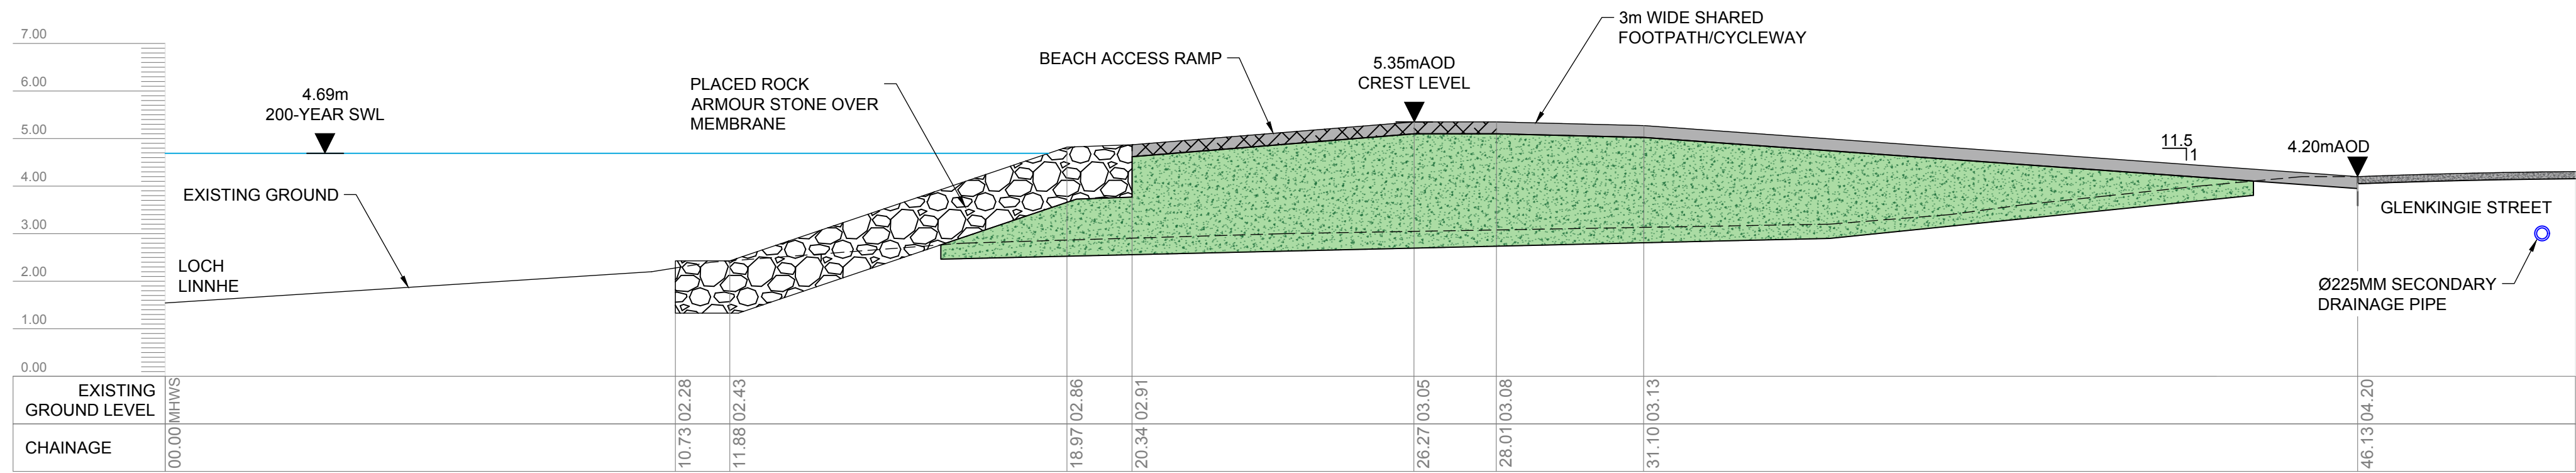 3m WIDE SHARED
FOOTPATH/CYCLEWAY
7.00
BEACH ACCESS RAMP
5.35mAOD
CREST LEVEL
6.00
PLACED ROCK
ARMOUR STONE OVER
MEMBRANE
4.69m
200-YEAR SWL
5.00
11.5
1
4.20mAOD
4.00
EXISTING GROUND
GLENKINGIE STREET
3.00
LOCH
LINNHE
2.00
Ø225MM SECONDARY
DRAINAGE PIPE
1.00
0.00
EXISTING
GROUND LEVEL
MHWS
02.28
02.43
02.86
02.91
03.05
03.08
03.13
04.20
CHAINAGE
00.00
10.73
11.88
18.97
20.34
26.27
28.01
31.10
46.13